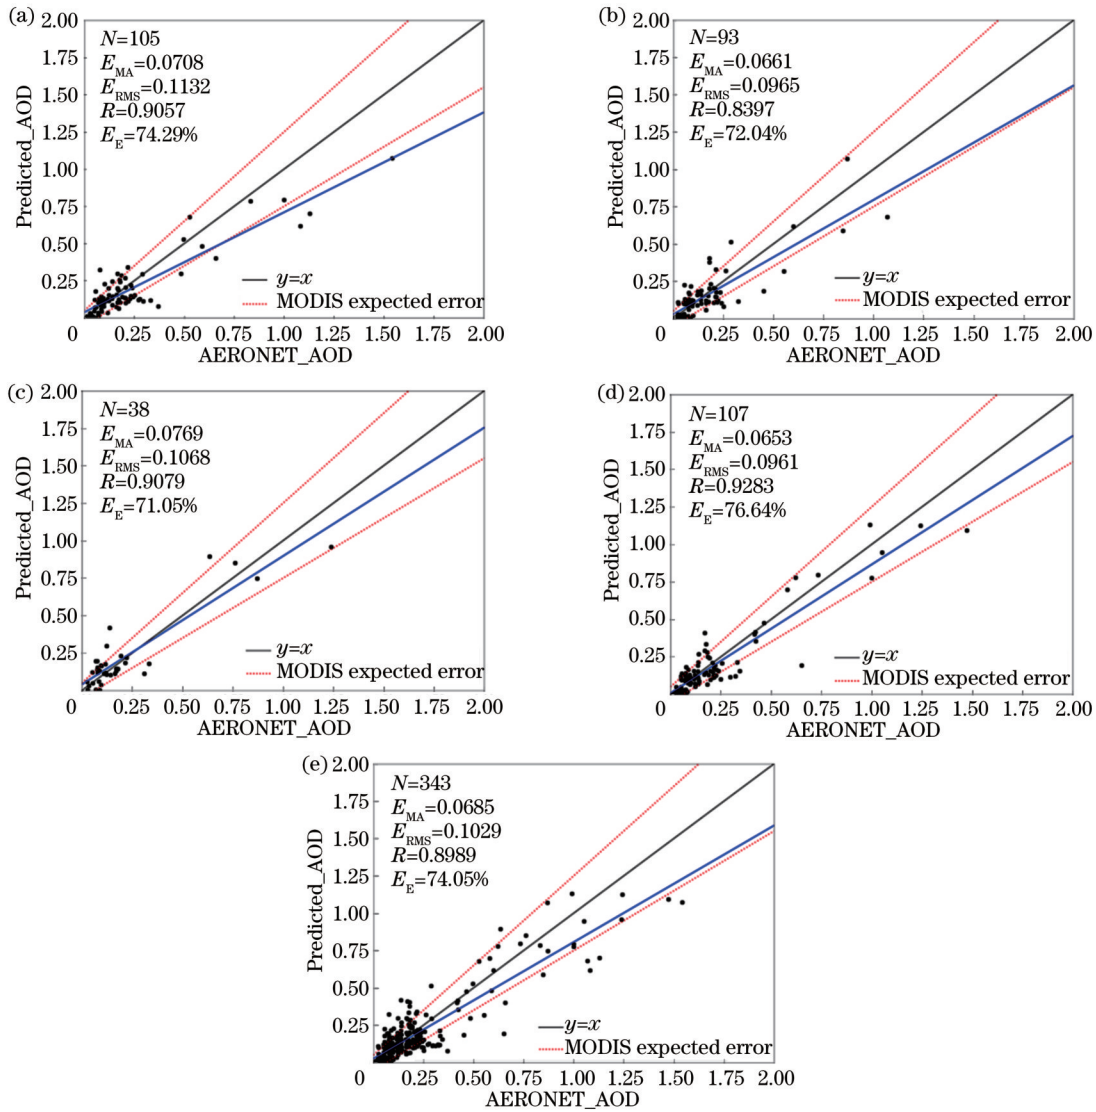 (a)
2.00
1.75
1.50
1.25
1.00
0.75
0.50
0.25
Predicted_AOD
N=105
E_MA=0.0708
E_RMS=0.1132
R=0.9057
E_E=74.29%
y=x
MODIS expected error
0 0.25 0.50 0.75 1.00 1.25 1.50 1.75 2.00
AERONET_AOD
(b)
2.00
1.75
1.50
1.25
1.00
0.75
0.50
0.25
Predicted_AOD
N=93
E_MA=0.0661
E_RMS=0.0965
R=0.8397
E_E=72.04%
y=x
MODIS expected error
0 0.25 0.50 0.75 1.00 1.25 1.50 1.75 2.00
AERONET_AOD
(c)
2.00
1.75
1.50
1.25
1.00
0.75
0.50
0.25
Predicted_AOD
N=38
E_MA=0.0769
E_RMS=0.1068
R=0.9079
E_E=71.05%
y=x
MODIS expected error
0 0.25 0.50 0.75 1.00 1.25 1.50 1.75 2.00
AERONET_AOD
(d)
2.00
1.75
1.50
1.25
1.00
0.75
0.50
0.25
Predicted_AOD
N=107
E_MA=0.0653
E_RMS=0.0961
R=0.9283
E_E=76.64%
y=x
MODIS expected error
0 0.25 0.50 0.75 1.00 1.25 1.50 1.75 2.00
AERONET_AOD
(e)
2.00
1.75
1.50
1.25
1.00
0.75
0.50
0.25
Predicted_AOD
N=343
E_MA=0.0685
E_RMS=0.1029
R=0.8989
E_E=74.05%
y=x
MODIS expected error
0 0.25 0.50 0.75 1.00 1.25 1.50 1.75 2.00
AERONET_AOD